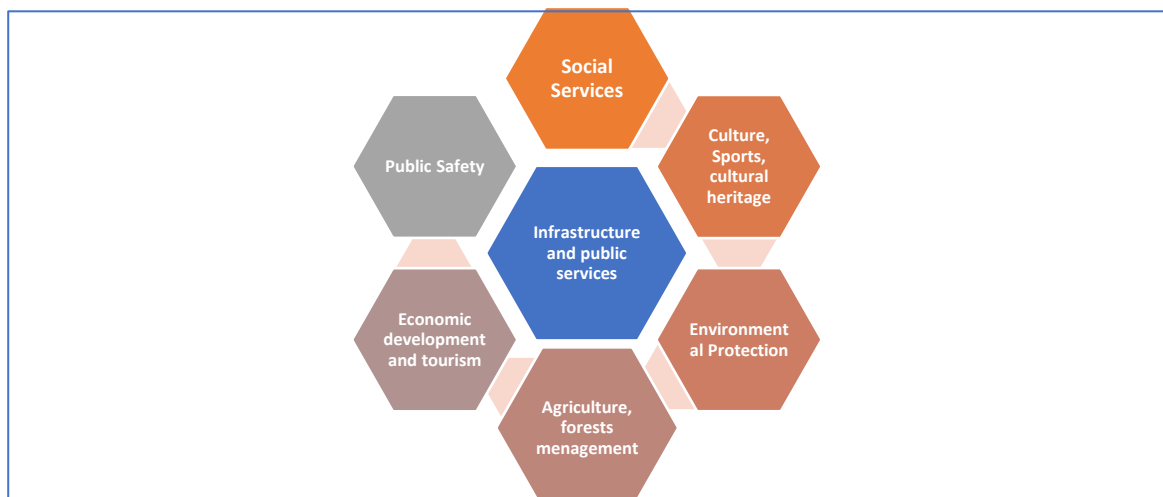 Social
Services
Culture,
Sports,
cultural
heritage
Public Safety
Infrastructure
and public
services
Environment
al Protection
Economic
development
and tourism
Agriculture,
forests
menagement